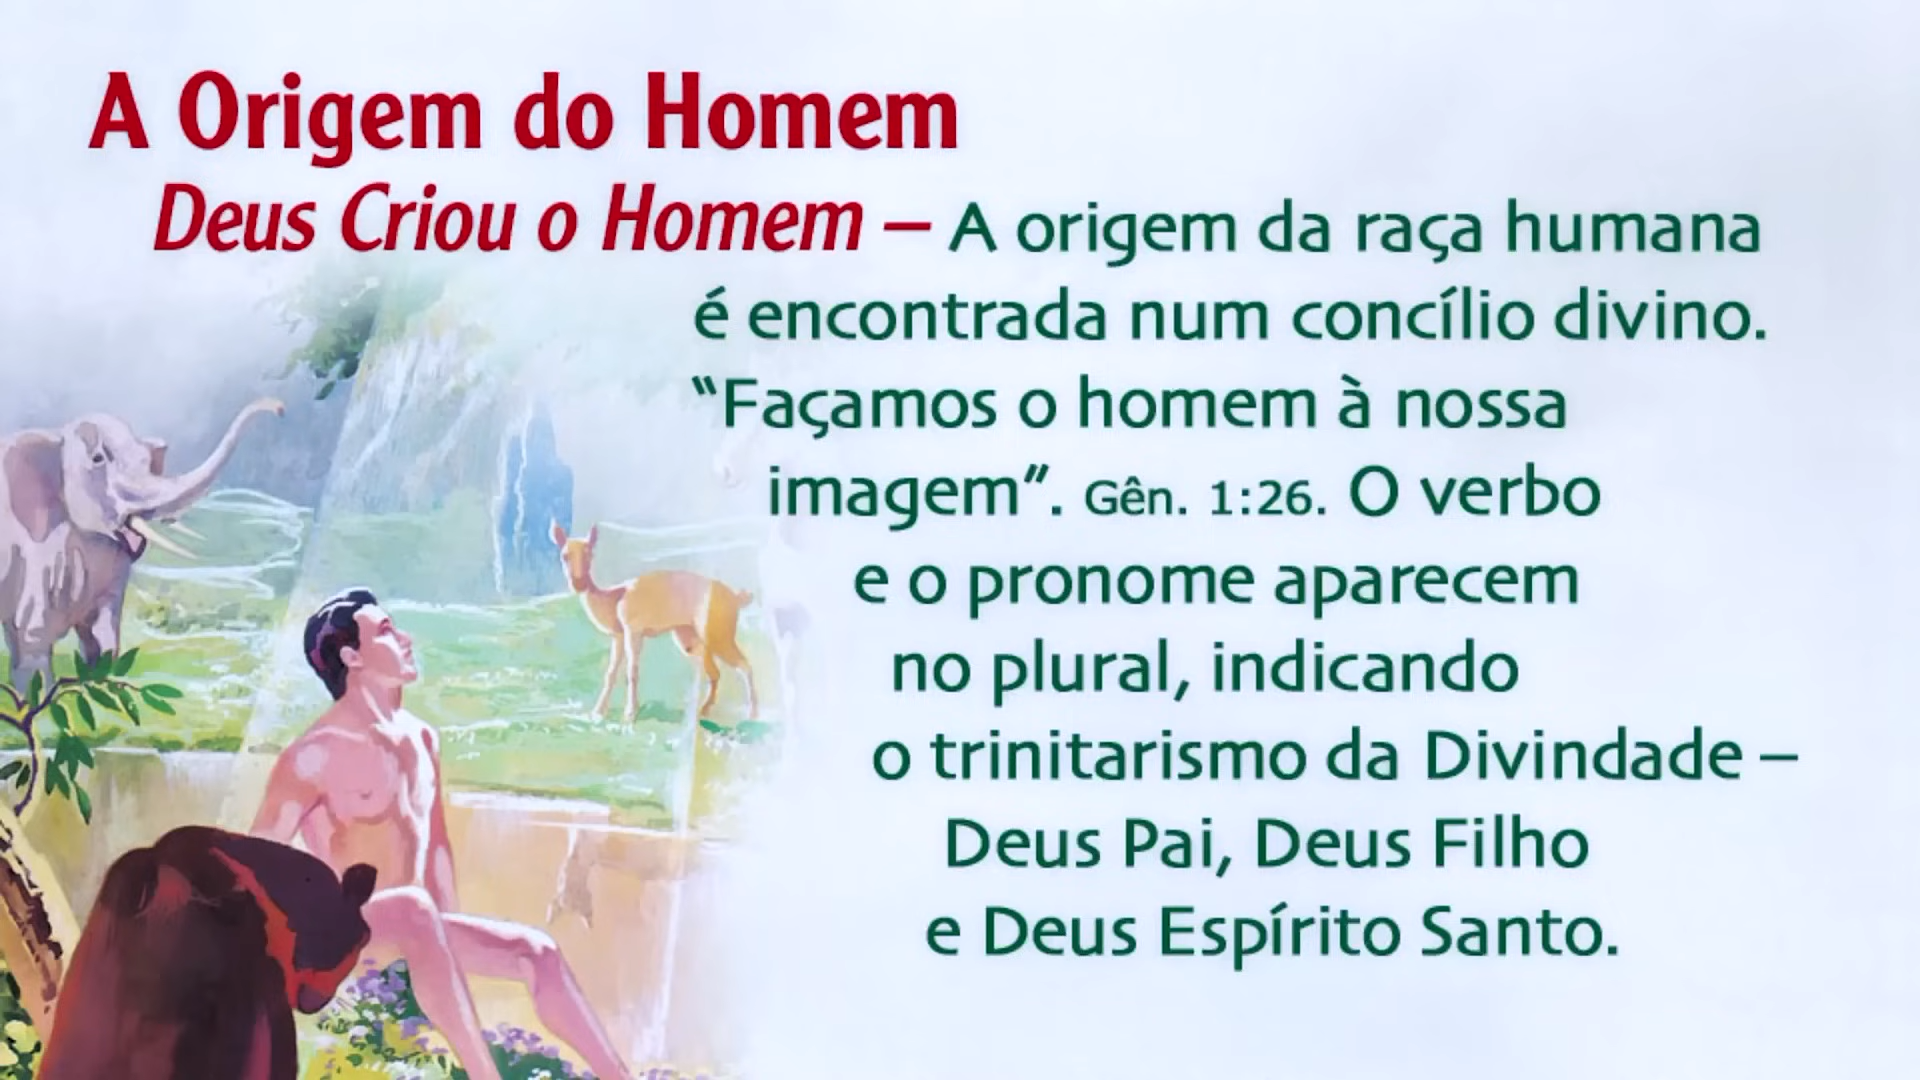 A Origem do Homem
Deus Criou o Homem – A origem da raça humana
é encontrada num concílio divino.
“Façamos o homem à nossa
imagem”. Gên. 1:26. O verbo
e o pronome aparecem
no plural, indicando
o trinitarismo da Divindade –
Deus Pai, Deus Filho
e Deus Espírito Santo.